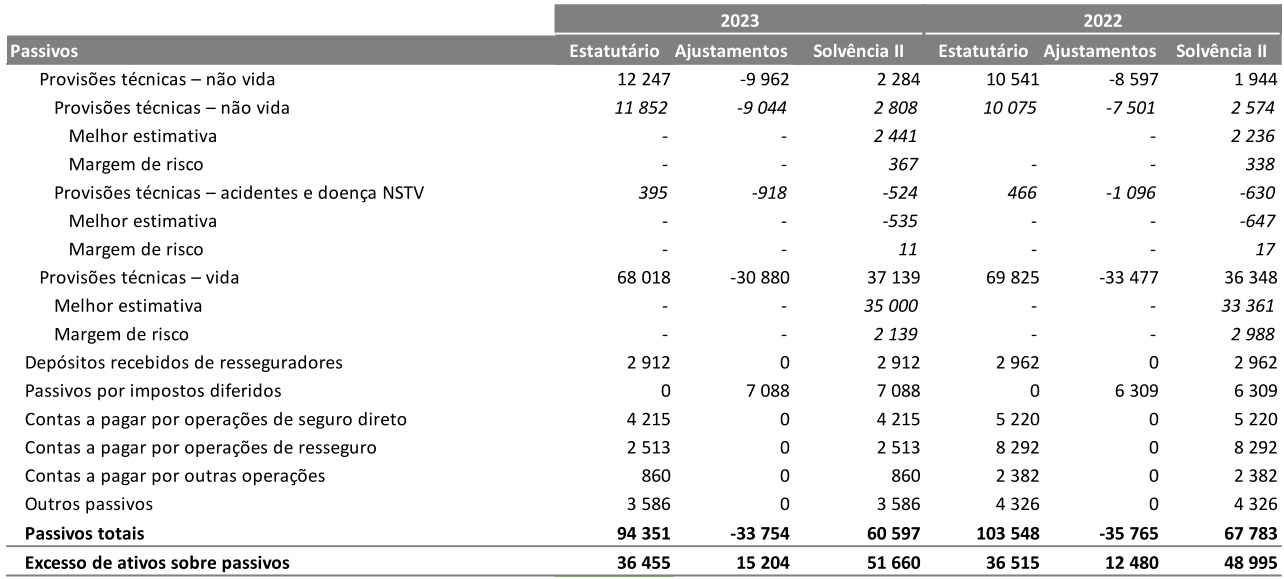 2023 2022
Passivos Estatutário Ajustamentos Solvência II Estatutário Ajustamentos Solvência II
Provisões técnicas – não vida 12 247 -9 962 2 284 10 541 -8 597 1 944
Provisões técnicas – não vida 11 852 -9 044 2 808 10 075 -7 501 2 574
Melhor estimativa - - 2 441 - 2 236
Margem de risco - - 367 - - 338
Provisões técnicas – acidentes e doença NSTV 395 -918 -524 466 -1 096 -630
Melhor estimativa - - -535 - - -647
Margem de risco - - 11 - - 17
Provisões técnicas – vida 68 018 -30 880 37 139 69 825 -33 477 36 348
Melhor estimativa - - 35 000 - - 33 361
Margem de risco - - 2 139 - - 2 988
Depósitos recebidos de resseguradores 2 912 0 2 912 2 962 0 2 962
Passivos por impostos diferidos 0 7 088 7 088 0 6 309 6 309
Contas a pagar por operações de seguro direto 4 215 0 4 215 5 220 0 5 220
Contas a pagar por operações de resseguro 2 513 0 2 513 8 292 0 8 292
Contas a pagar por outras operações 860 0 860 2 382 0 2 382
Outros passivos 3 586 0 3 586 4 326 0 4 326
Passivos totais 94 351 -33 754 60 597 103 548 -35 765 67 783
Excesso de ativos sobre passivos 36 455 15 204 51 660 36 515 12 480 48 995